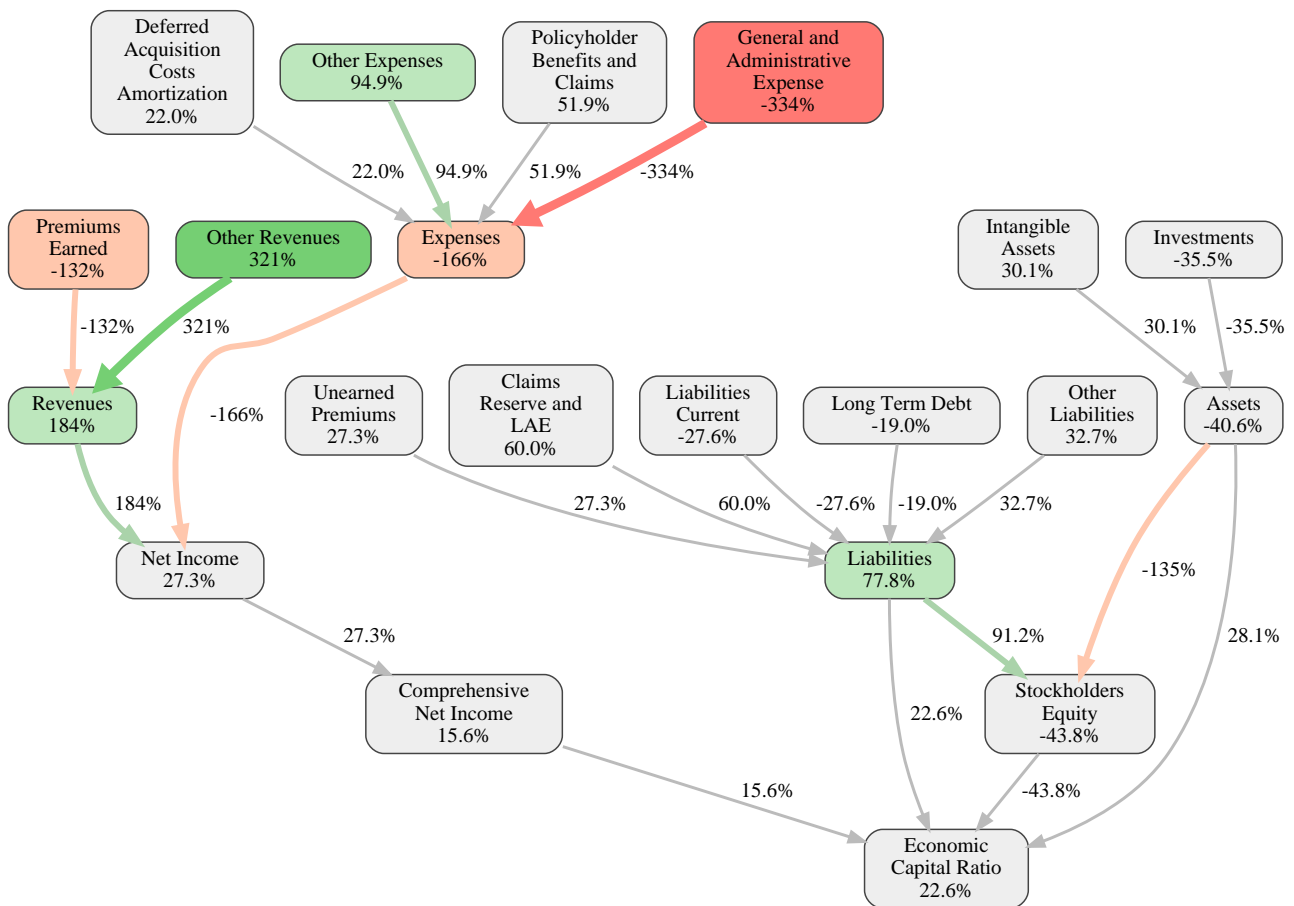 Deferred
Acquisition
Costs
Amortization
22.0%
Other Expenses
94.9%
Policyholder
Benefits and
Claims
51.9%
General and
Administrative
Expense
-334%
22.0%
94.9%
51.9%
-334%
Premiums
Earned
-132%
Other Revenues
321%
Expenses
-166%
Intangible
Assets
30.1%
Investments
-35.5%
-132%
321%
30.1%
-35.5%
Revenues
184%
-166%
Unearned
Premiums
27.3%
Claims
Reserve and
LAE
60.0%
Liabilities
Current
-27.6%
Long Term Debt
-19.0%
Other
Liabilities
32.7%
Assets
-40.6%
184%
27.3%
60.0%
-27.6%
-19.0%
32.7%
Net Income
27.3%
Liabilities
77.8%
-135%
27.3%
91.2%
28.1%
Comprehensive
Net Income
15.6%
22.6%
Stockholders
Equity
-43.8%
15.6%
-43.8%
Economic
Capital Ratio
22.6%